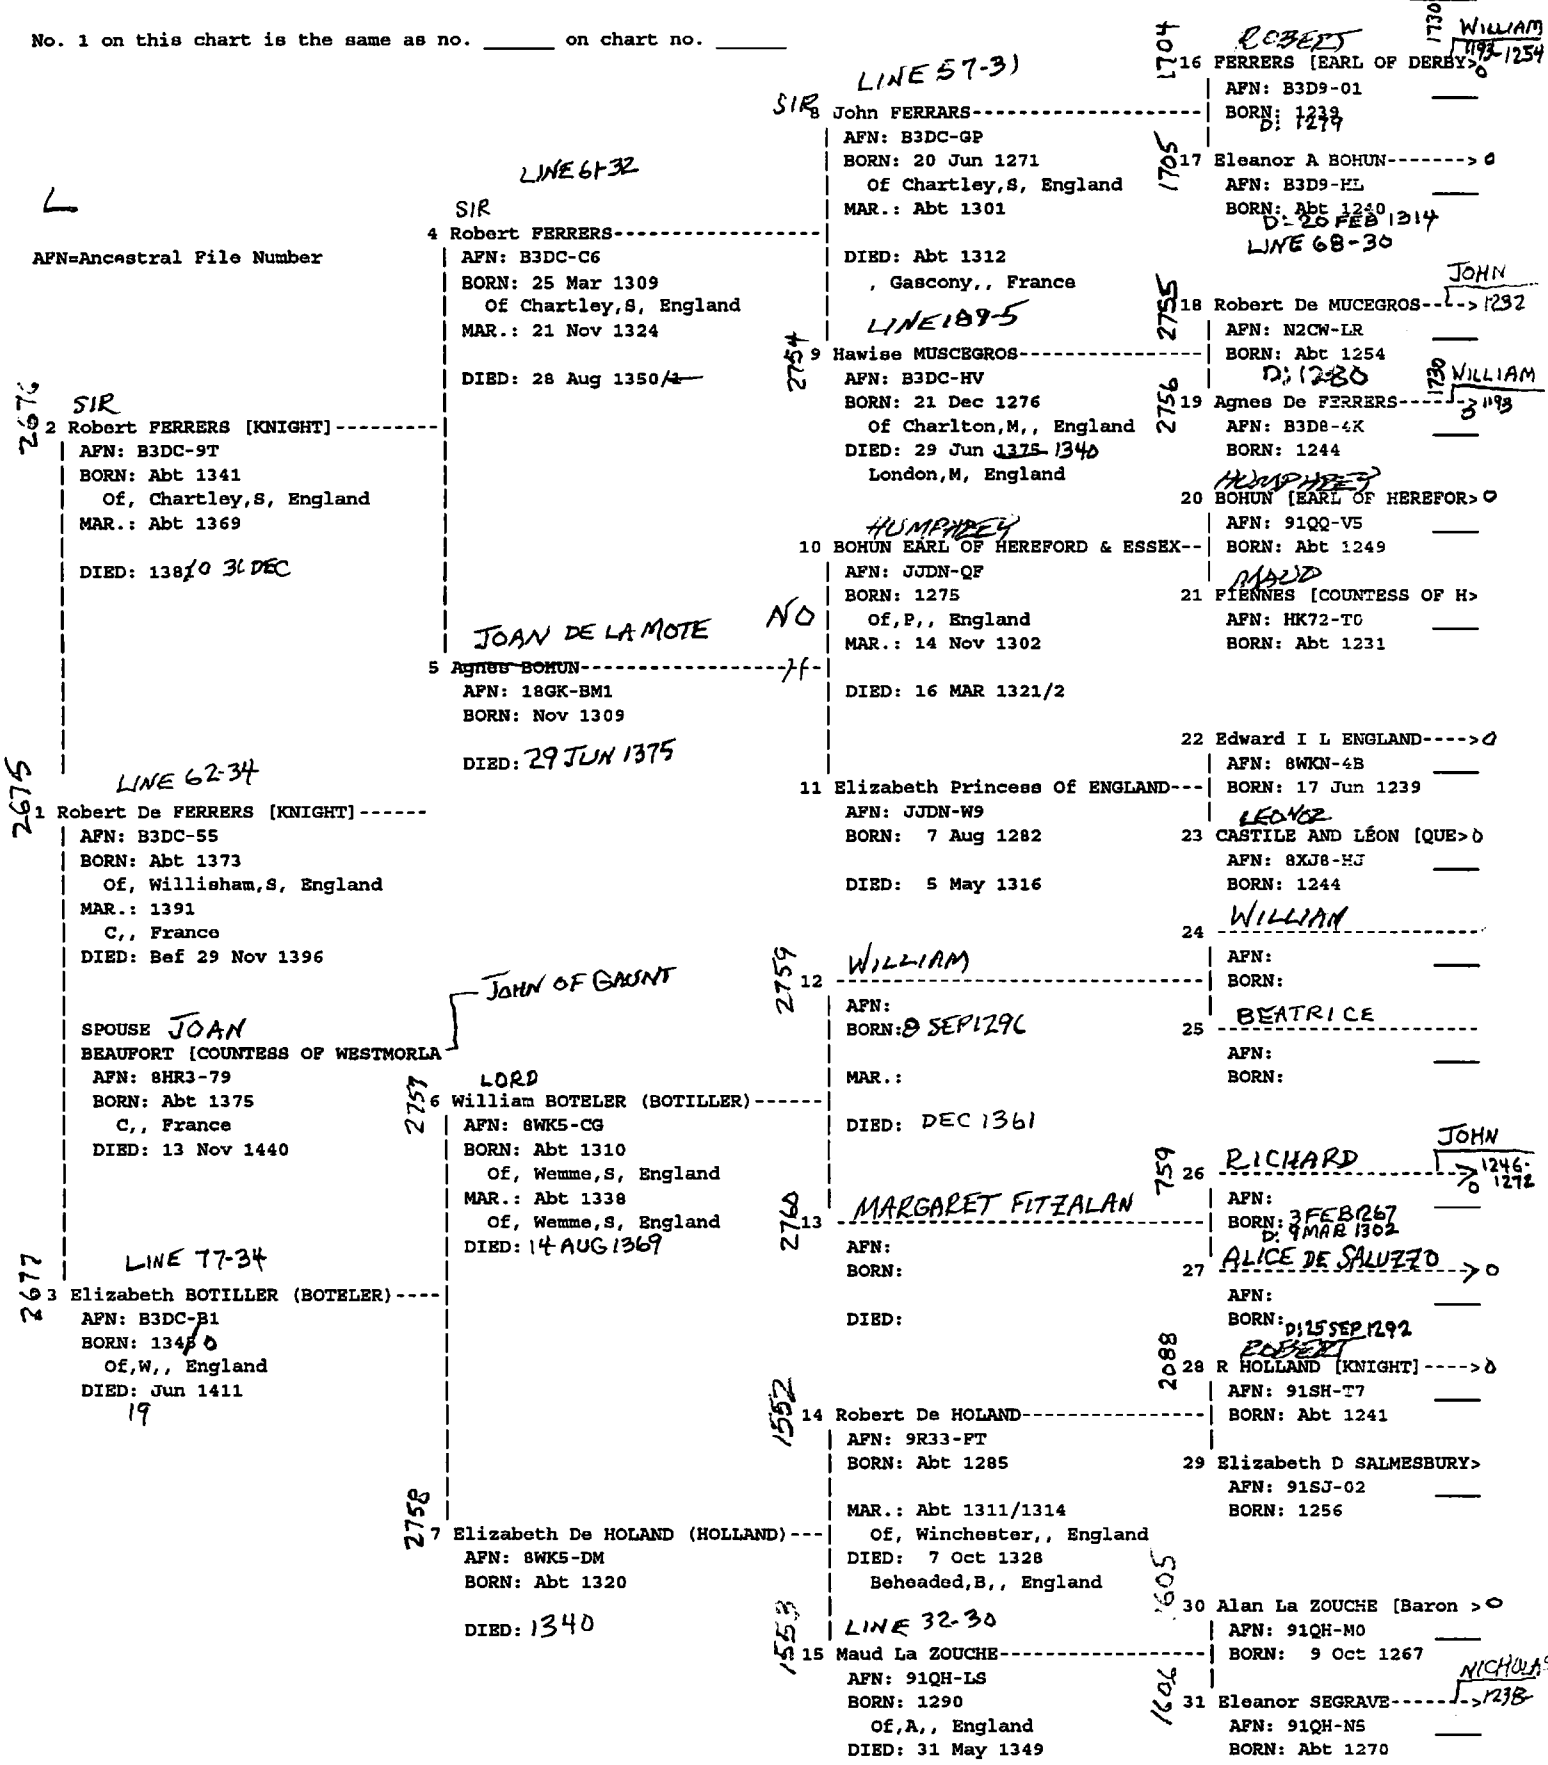 No. 1 on this chart is the same as no. ______ on chart no. ______
L
AFN=Ancestral File Number
2675
LINE 62-34
1 Robert De FERRERS [KNIGHT]------
AFN: B3DC-55
BORN: Abt 1373
Of, Willisham,S, England
MAR.: 1391
C,, France
DIED: Bef 29 Nov 1396
SPOUSE JOAN
BEAUFORT [COUNTESS OF WESTMORLA
JOHN OF GAUNT
AFN: 8HR3-79
BORN: Abt 1375
C,, France
DIED: 13 Nov 1440
2676
SIR
2 Robert FERRERS [KNIGHT]---------
AFN: B3DC-9T
BORN: Abt 1341
Of, Chartley,S, England
MAR.: Abt 1369
DIED: 138/0 31 DEC
2677
LINE 77-34
3 Elizabeth BOTILLER (BOTELER)----
AFN: B3DC-B1
BORN: 134 0
Of,W,, England
DIED: Jun 1411
19
LINE 61-32
SIR
4 Robert FERRERS-----------------
AFN: B3DC-C6
BORN: 25 Mar 1309
Of Chartley,S, England
MAR.: 21 Nov 1324
DIED: 28 Aug 1350/1
JOAN DE LA MOTE
NO
5 Agnes BOHUN-----------------
AFN: 18GK-BM1
BORN: Nov 1309
DIED: 29 JUN 1375
2757
LORD
6 William BOTELER (BOTILLER)------
AFN: 8WK5-CG
BORN: Abt 1310
Of, Wemme,S, England
MAR.: Abt 1338
Of, Wemme,S, England
DIED: 14 AUG 1369
2758
7 Elizabeth De HOLAND (HOLLAND)---
AFN: 8WK5-DM
BORN: Abt 1320
DIED: 1340
LINE 57-31
SIR
8 John FERRARS-------------------
AFN: B3DC-GP
BORN: 20 Jun 1271
Of Chartley,S, England
MAR.: Abt 1301
DIED: Abt 1312
, Gascony,, France
LINE 189-5
2754
9 Hawise MUSCEGROS---------------
AFN: B3DC-HV
BORN: 21 Dec 1276
Of Charlton,M,, England
DIED: 29 Jun 1375 1340
London,M, England
HUMPHREY
10 BOHUN EARL OF HEREFORD & ESSEX--
AFN: JJDN-QF
BORN: 1275
Of,P,, England
MAR.: 14 Nov 1302
DIED: 16 MAR 1321/2
11 Elizabeth Princess Of ENGLAND---
AFN: JJDN-W9
BORN: 7 Aug 1282
DIED: 5 May 1316
2759
WILLIAM
12 -------------------------------
AFN:
BORN: 8 SEP 1296
MAR.:
DIED: DEC 1361
2760
MARGARET FITZALAN
13 -------------------------------
AFN:
BORN:
DIED:
1552
14 Robert De HOLAND---------------
AFN: 9R33-FT
BORN: Abt 1285
MAR.: Abt 1311/1314
Of, Winchester,, England
DIED: 7 Oct 1328
Beheaded,B,, England
1553
LINE 32-30
15 Maud La ZOUCHE-----------------
AFN: 91QH-LS
BORN: 1290
Of,A,, England
DIED: 31 May 1349
1704
ROBERT
1730
WILLIAM
1193-1254
16 FERRERS [EARL OF DERBY> 0
AFN: B3D9-01
BORN: 1239
D: 1279
1705
17 Eleanor A BOHUN-------> 0
AFN: B3D9-HL
BORN: Abt 1240
D- 20 FEB 1314
LINE 68-30
2755
JOHN
18 Robert De MUCEGROS----> 1232
AFN: N2CW-LR
BORN: Abt 1254
D: 1280
2756
1730
WILLIAM
19 Agnes De FERRERS------> 1193
3
AFN: B3D8-4K
BORN: 1244
HUMPHREY
20 BOHUN [EARL OF HEREFOR> 0
AFN: 91QQ-V5
BORN: Abt 1249
MAUD
21 FIENNES [COUNTESS OF H>
AFN: HK72-TG
BORN: Abt 1231
22 Edward I L ENGLAND----> 0
AFN: 8WKN-4B
BORN: 17 Jun 1239
LEONOR
23 CASTILE AND LÉON [QUE> 0
AFN: 8XJ8-HJ
BORN: 1244
WILLIAM
24 -----------------------
AFN:
BORN:
BEATRICE
25 -----------------------
AFN:
BORN:
759
RICHARD
JOHN
1246-
1272
26 ----------------------> 0
AFN:
BORN: 3 FEB 1267
D: 9 MAR 1302
ALICE DE SALUZZO
27 ----------------------> 0
AFN:
BORN:
D: 25 SEP 1292
2088
ROBERT
28 R HOLLAND [KNIGHT]----> 0
AFN: 91SH-T7
BORN: Abt 1241
29 Elizabeth D SALMESBURY>
AFN: 91SJ-02
BORN: 1256
1605
30 Alan La ZOUCHE [Baron > 0
AFN: 91QH-M0
BORN: 9 Oct 1267
1606
NICHOLAS
31 Eleanor SEGRAVE-------> 1238-
AFN: 91QH-NS
BORN: Abt 1270